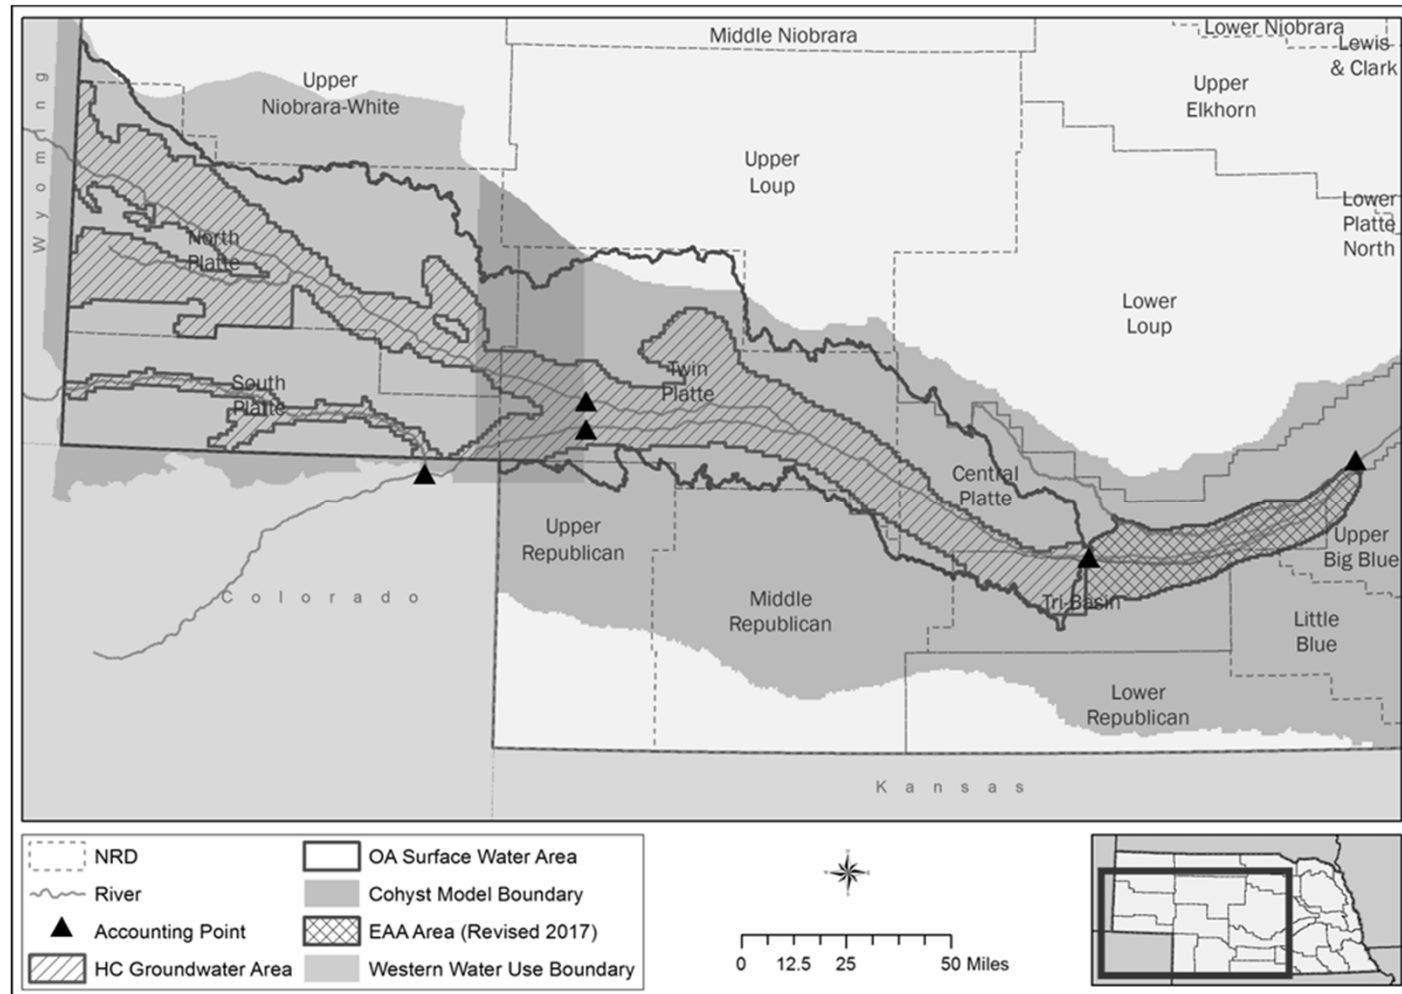 Middle Niobrara
Lower Niobrara
Lewis
& Clark
Upper
Niobrara-White
Upper
Elkhorn
Upper
Loup
Lower
Platte
North
Wyoming
North
Platte
Lower
Loup
South
Platte
Twin
Platte
Central
Platte
Upper
Republican
Upper
Big Blue
Colorado
Middle
Republican
Tri-Basin
Little
Blue
Lower
Republican
Kansas
NRD
River
Accounting Point
HC Groundwater Area
OA Surface Water Area
Cohyst Model Boundary
EAA Area (Revised 2017)
Western Water Use Boundary
0 12.5 25 50 Miles